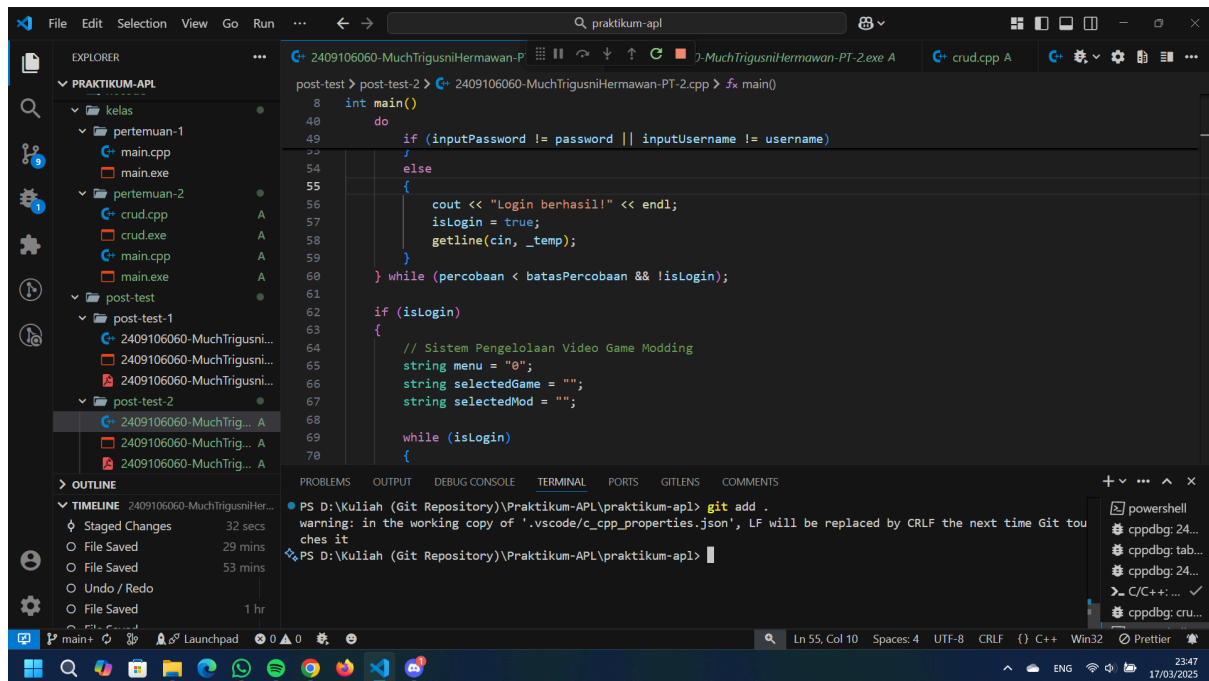 File Edit Selection View Go Run ··· praktikum-apl
EXPLORER ···
PRAKTIKUM-APL
kelas
pertemuan-1
main.cpp
main.exe
pertemuan-2
crud.cpp A
crud.exe A
main.cpp A
main.exe A
post-test
post-test-1
2409106060-MuchTrigusni...
2409106060-MuchTrigusni...
2409106060-MuchTrigusni...
post-test-2
2409106060-MuchTrig... A
2409106060-MuchTrig... A
2409106060-MuchTrig... A
OUTLINE
TIMELINE 2409106060-MuchTrigusniHer...
Staged Changes 32 secs
File Saved 29 mins
File Saved 53 mins
Undo / Redo
File Saved 1 hr
9
1
2409106060-MuchTrigusniHermawan-P
)-MuchTrigusniHermawan-PT-2.exe A
crud.cpp A
post-test > post-test-2 > 2409106060-MuchTrigusniHermawan-PT-2.cpp > main()
8 int main()
40 do
49 if (inputPassword != password || inputUsername != username)
53 }
54 else
55 {
56 cout << "Login berhasil!" << endl;
57 isLogin = true;
58 getline(cin, _temp);
59 }
60 } while (percobaan < batasPercobaan && !isLogin);
61
62 if (isLogin)
63 {
64 // Sistem Pengelolaan Video Game Modding
65 string menu = "0";
66 string selectedGame = "";
67 string selectedMod = "";
68
69 while (isLogin)
70 {
PROBLEMS OUTPUT DEBUG CONSOLE TERMINAL PORTS GITLENS COMMENTS
PS D:\Kuliah (Git Repository)\Praktikum-APL\praktikum-apl> git add .
warning: in the working copy of '.vscode/c_cpp_properties.json', LF will be replaced by CRLF the next time Git tou
ches it
PS D:\Kuliah (Git Repository)\Praktikum-APL\praktikum-apl>
powershell
cppdbg: 24...
cppdbg: tab...
cppdbg: 24...
C/C++: ...
cppdbg: cru...
main+ Launchpad 0 0 Ln 55, Col 10 Spaces: 4 UTF-8 CRLF {} C++ Win32 Prettier
ENG 23:47
17/03/2025